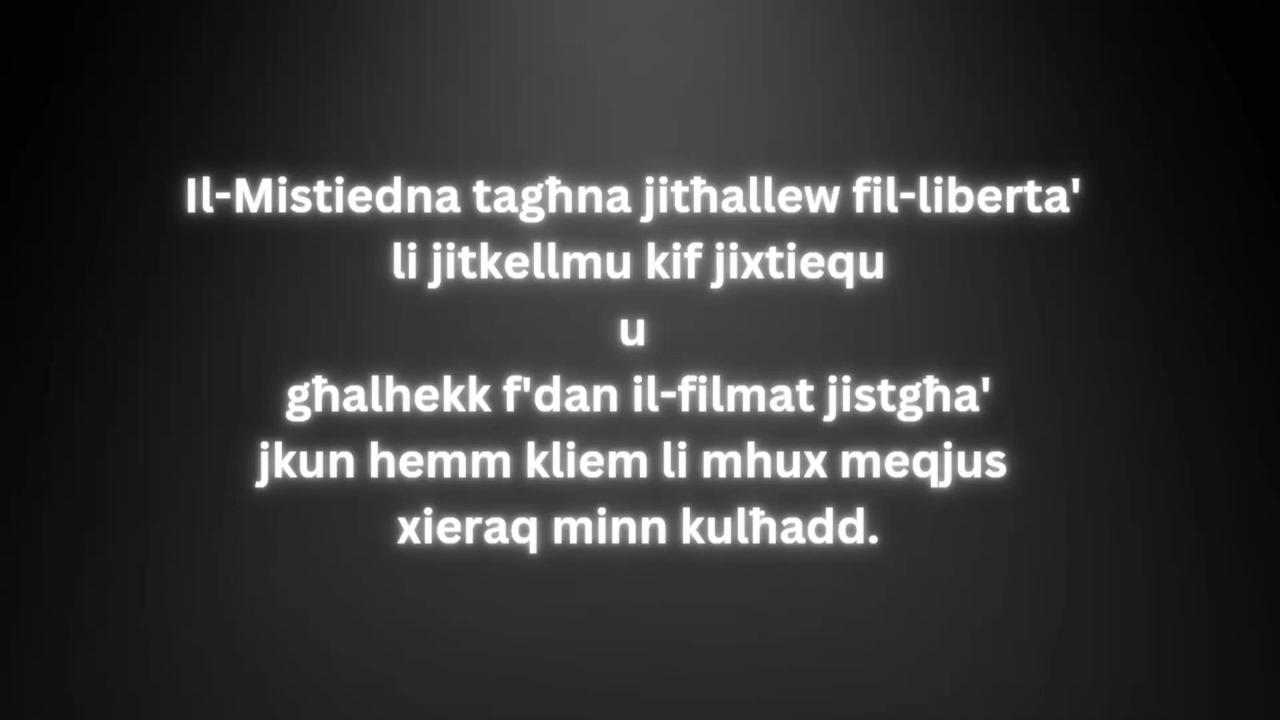 Il-Mistiedna tagħna jitħallew fil-liberta'
li jitkellmu kif jixtiequ
u
għalhekk f'dan il-filmat jistgħa'
jkun hemm kliem li mhux meqjus
xieraq minn kulħadd.